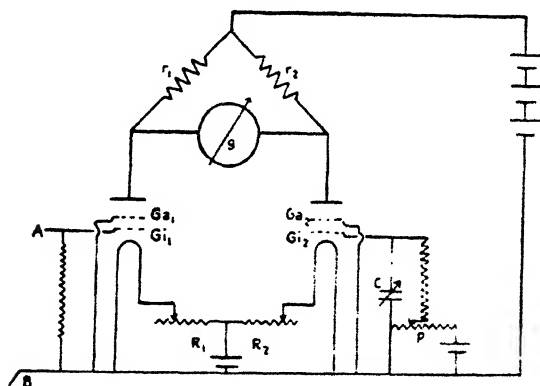 r₁ r₂
g
Ga₁ Ga₂
A Gi₁ Gi₂
C
R₁ R₂ P
B